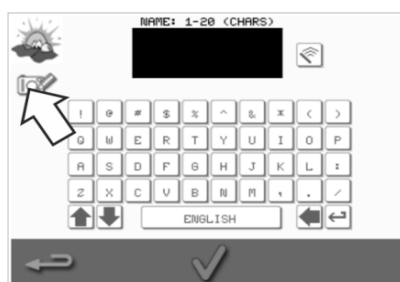 NAME: 1-20 (CHARS)
! @ # $ % ^ & * ( )
Q W E R T Y U I O P
A S D F G H J K L :
Z X C V B N M , . /
ENGLISH